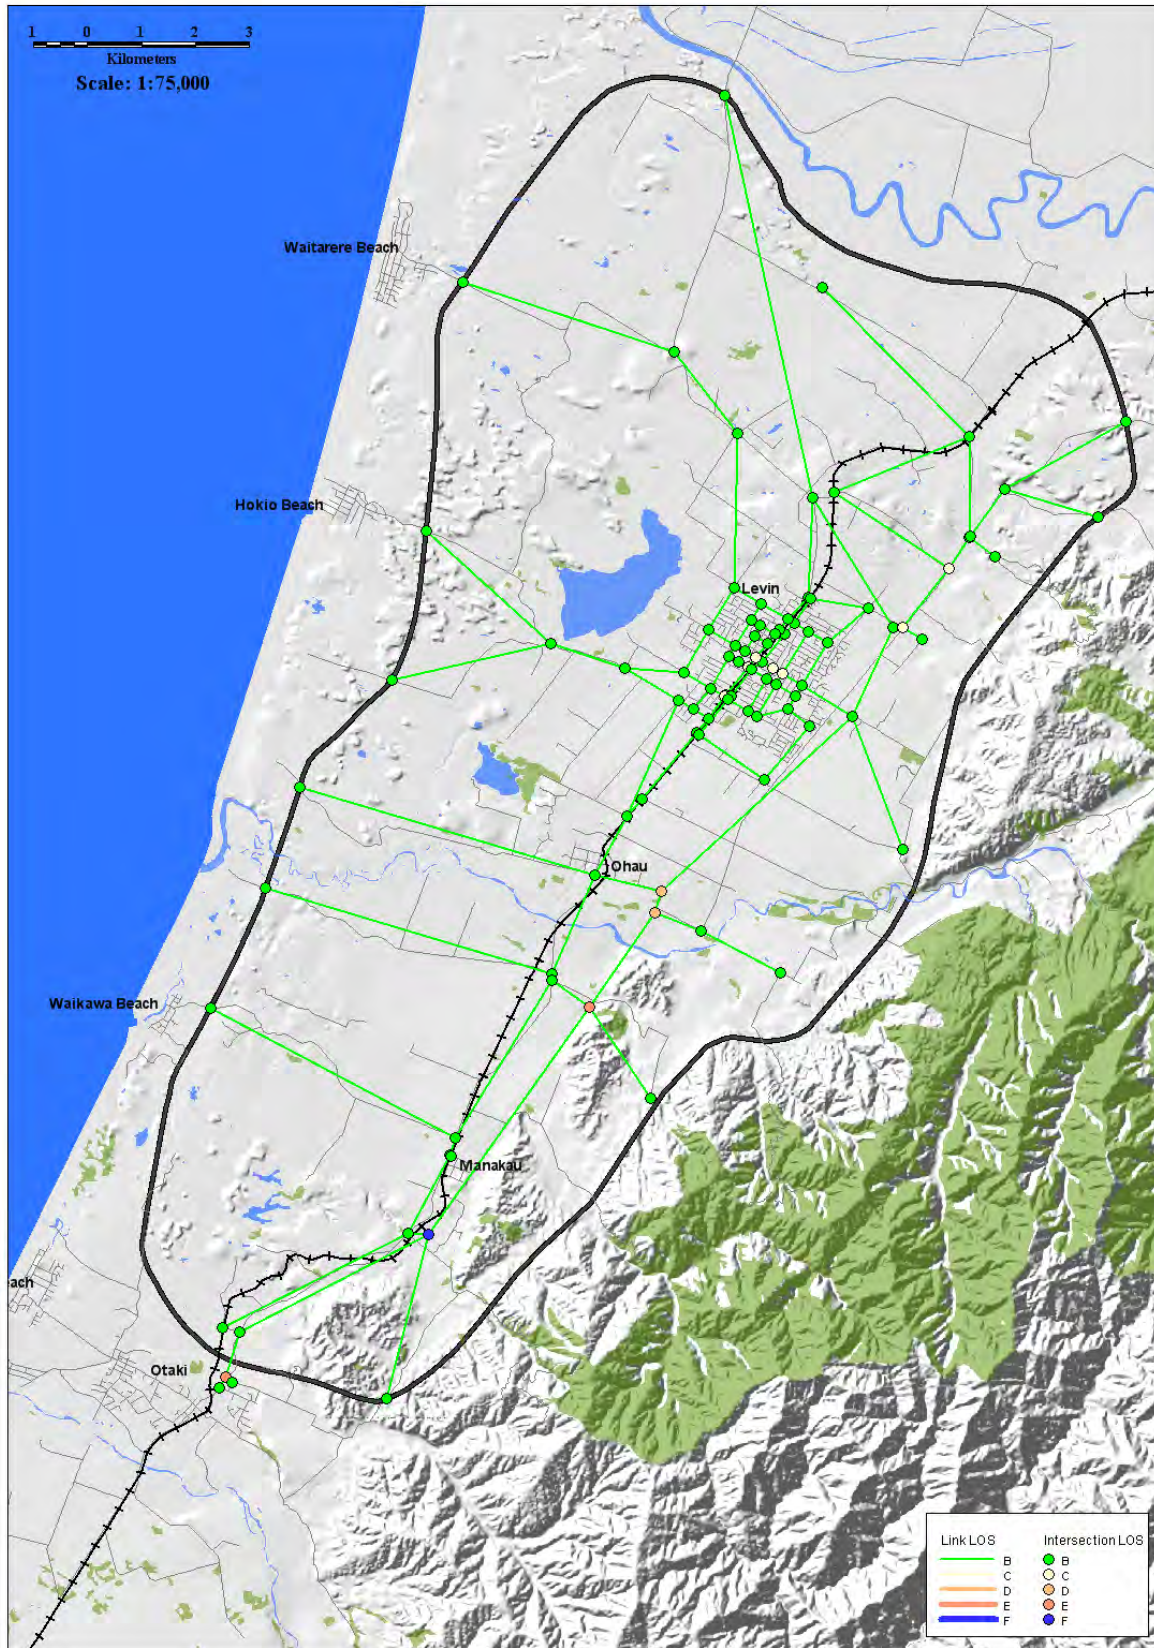 1 0 1 2 3
Kilometers
Scale: 1:75,000
Waitarere Beach
Hokio Beach
Levin
Ohau
Waikawa Beach
Manakau
each
Otaki
Link LOS Intersection LOS
B B
C C
D D
E E
F F